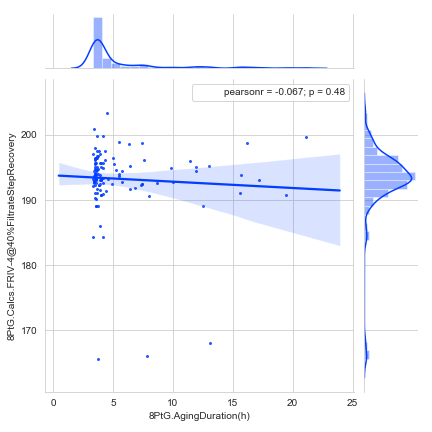 pearsonr = -0.067; p = 0.48
8PtG.Calcs.FRIV-4@40%FiltrateStepRecovery
200
190
180
170
0 5 10 15 20 25
8PtG.AgingDuration(h)